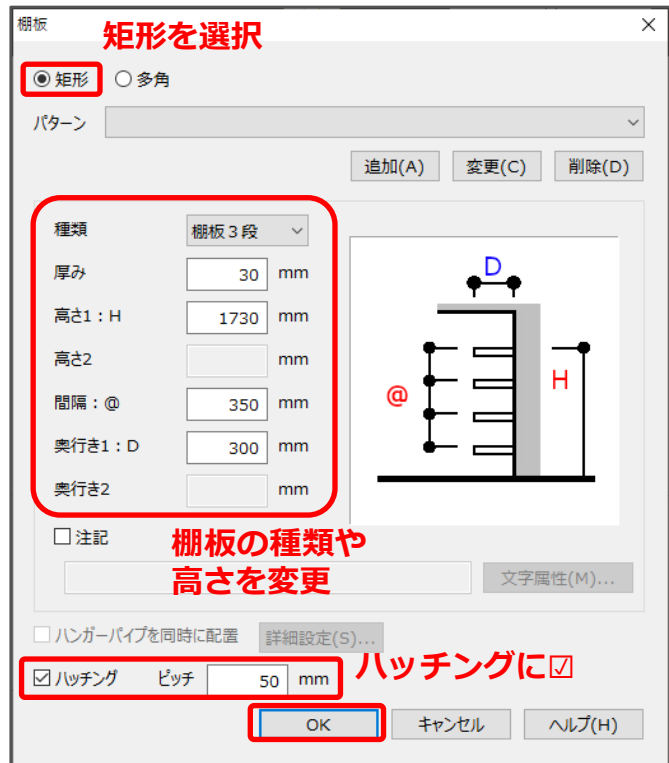 棚板
矩形を選択
矩形 多角
パターン
追加(A) 変更(C) 削除(D)
種類 棚板３段
厚み 30 mm
高さ1：H 1730 mm
高さ2 mm
間隔：@ 350 mm
奥行き1：D 300 mm
奥行き2 mm
D
@
H
注記
棚板の種類や
高さを変更
文字属性(M)...
ハンガーパイプを同時に配置 詳細設定(S)...
ハッチングに☑
ハッチング ピッチ 50 mm
OK キャンセル ヘルプ(H)